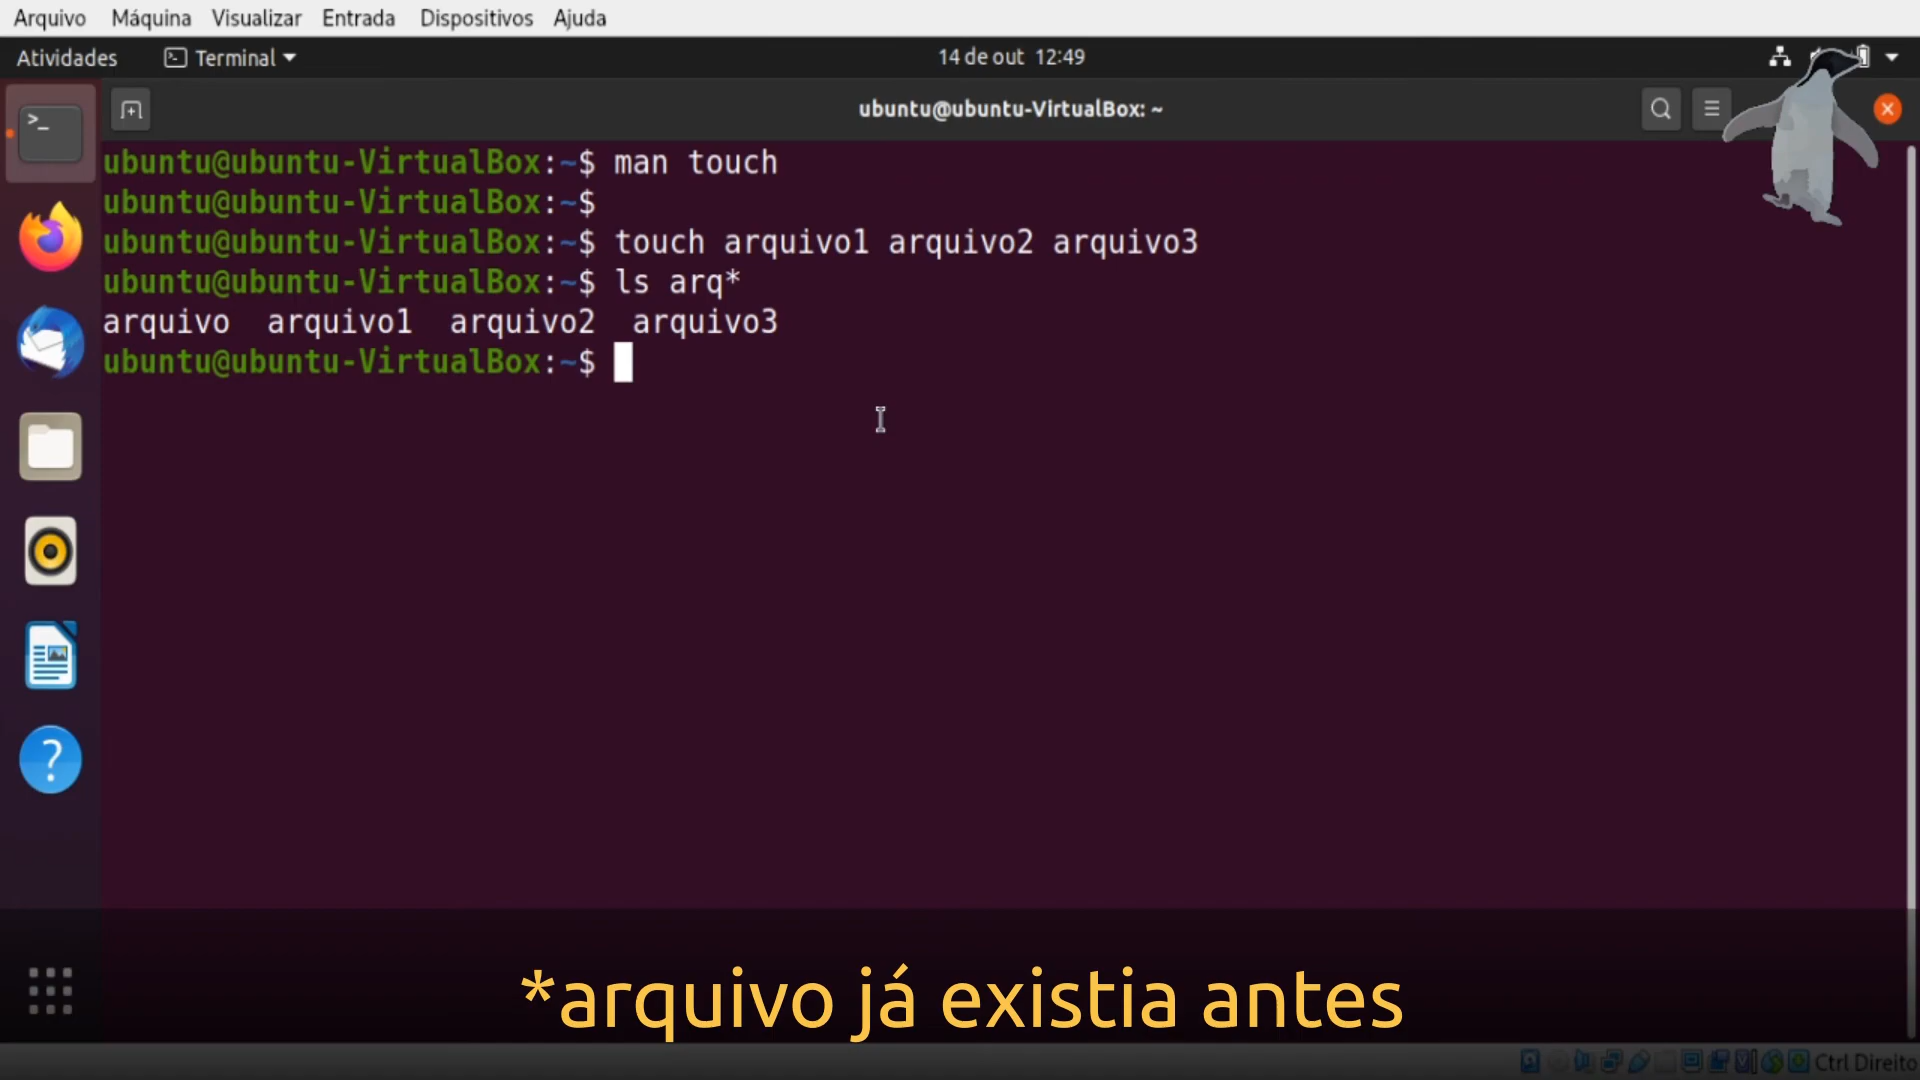 Arquivo Máquina Visualizar Entrada Dispositivos Ajuda
Atividades Terminal 14 de out 12:49
ubuntu@ubuntu-VirtualBox: ~
ubuntu@ubuntu-VirtualBox:~$ man touch
ubuntu@ubuntu-VirtualBox:~$
ubuntu@ubuntu-VirtualBox:~$ touch arquivo1 arquivo2 arquivo3
ubuntu@ubuntu-VirtualBox:~$ ls arq*
arquivo arquivo1 arquivo2 arquivo3
ubuntu@ubuntu-VirtualBox:~$
*arquivo já existia antes
Ctrl Direito